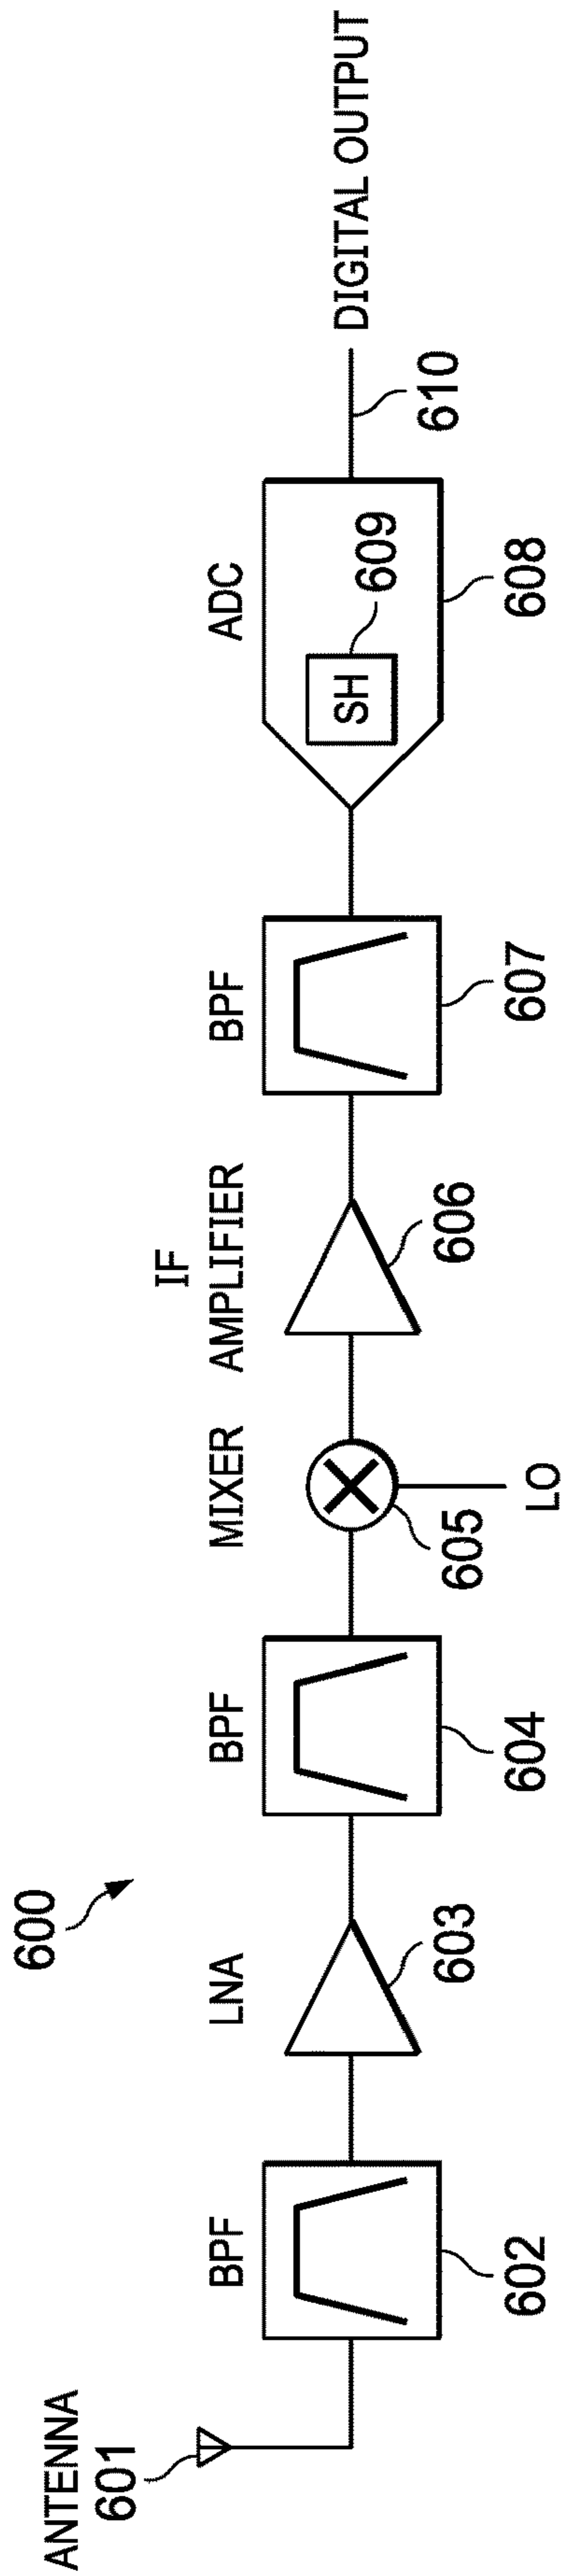 600
ANTENNA
601
BPF
602
LNA
603
BPF
604
MIXER
605
LO
IF
AMPLIFIER
606
BPF
607
ADC
SH
609
608
610
DIGITAL OUTPUT